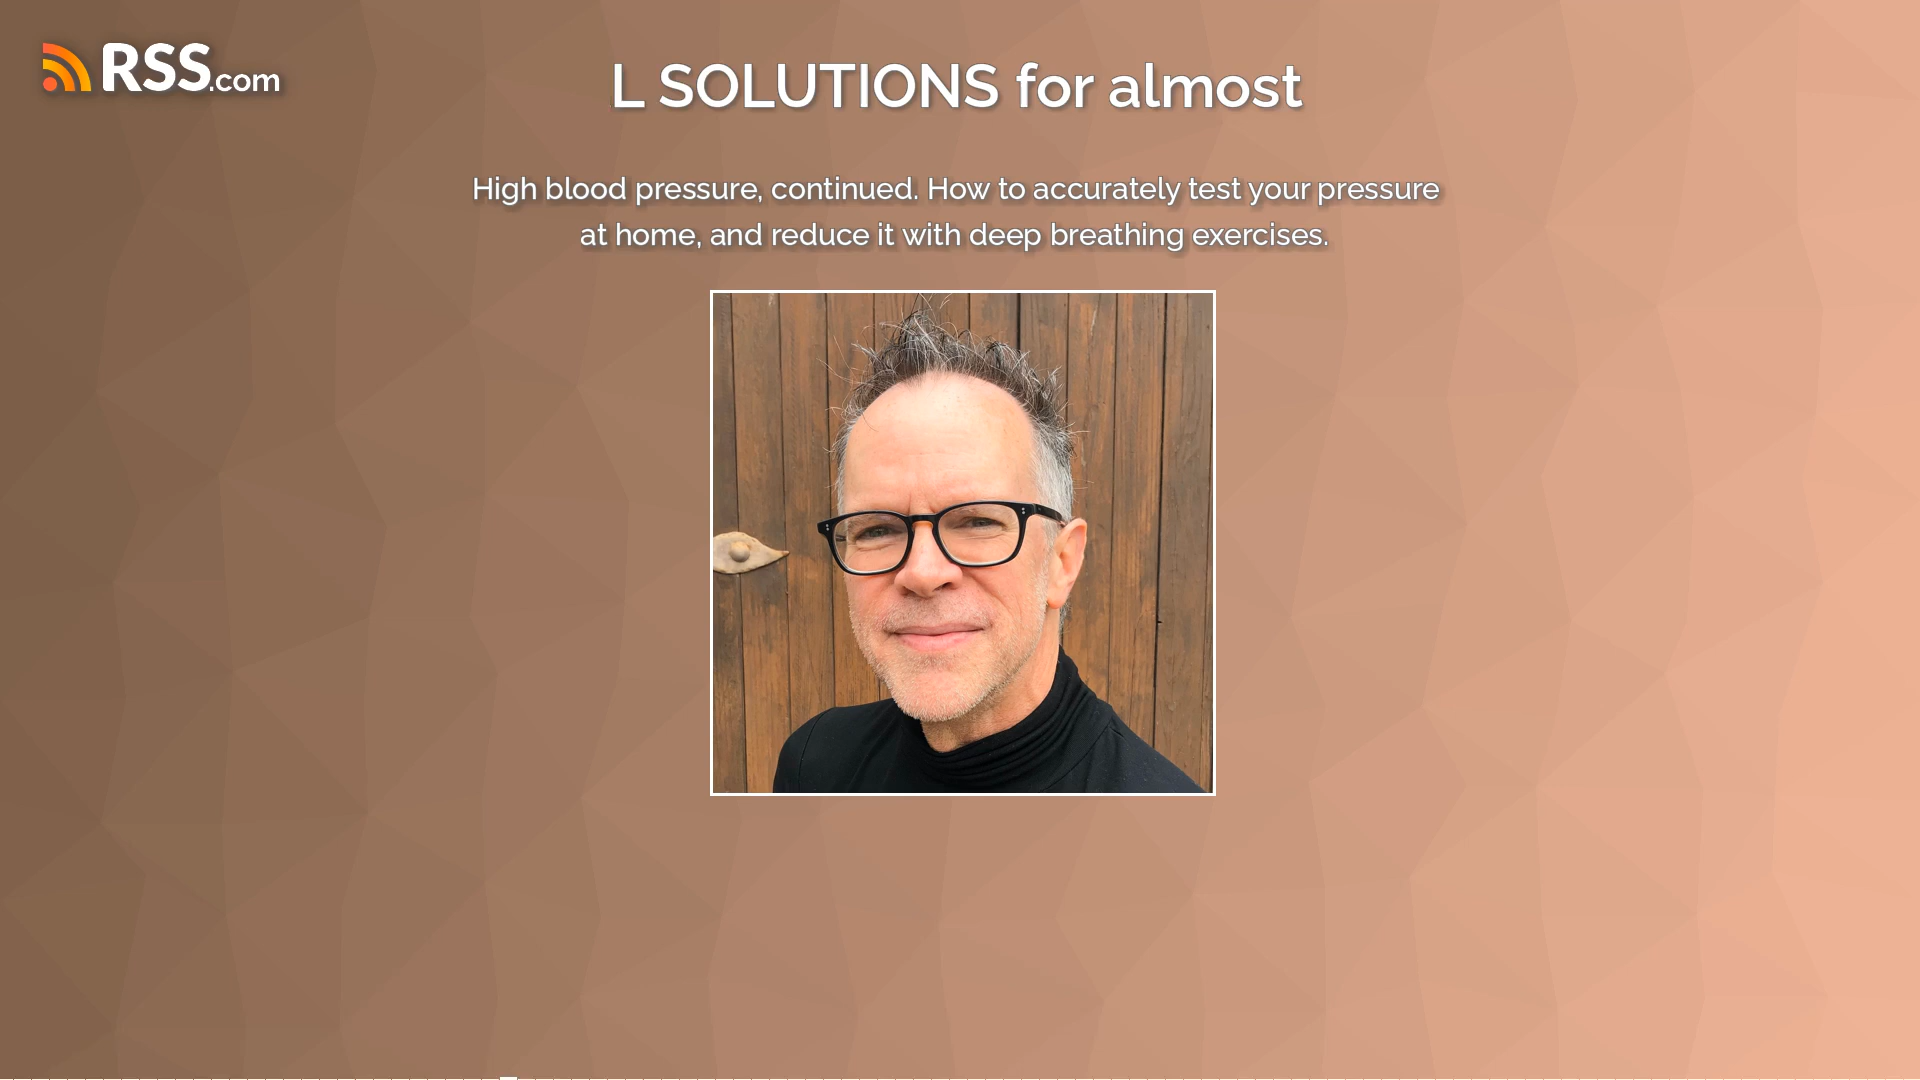 RSS.com
L SOLUTIONS for almost
High blood pressure, continued. How to accurately test your pressure
at home, and reduce it with deep breathing exercises.